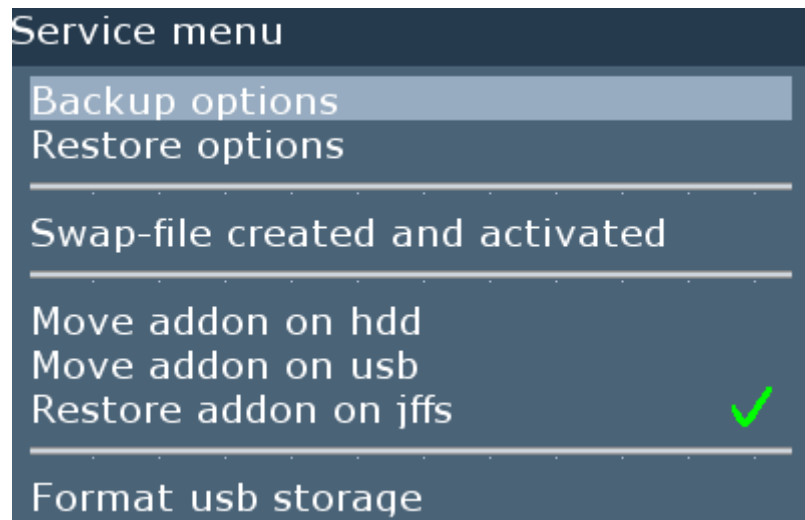 Service menu
Backup options
Restore options
Swap-file created and activated
Move addon on hdd
Move addon on usb
Restore addon on jffs
Format usb storage